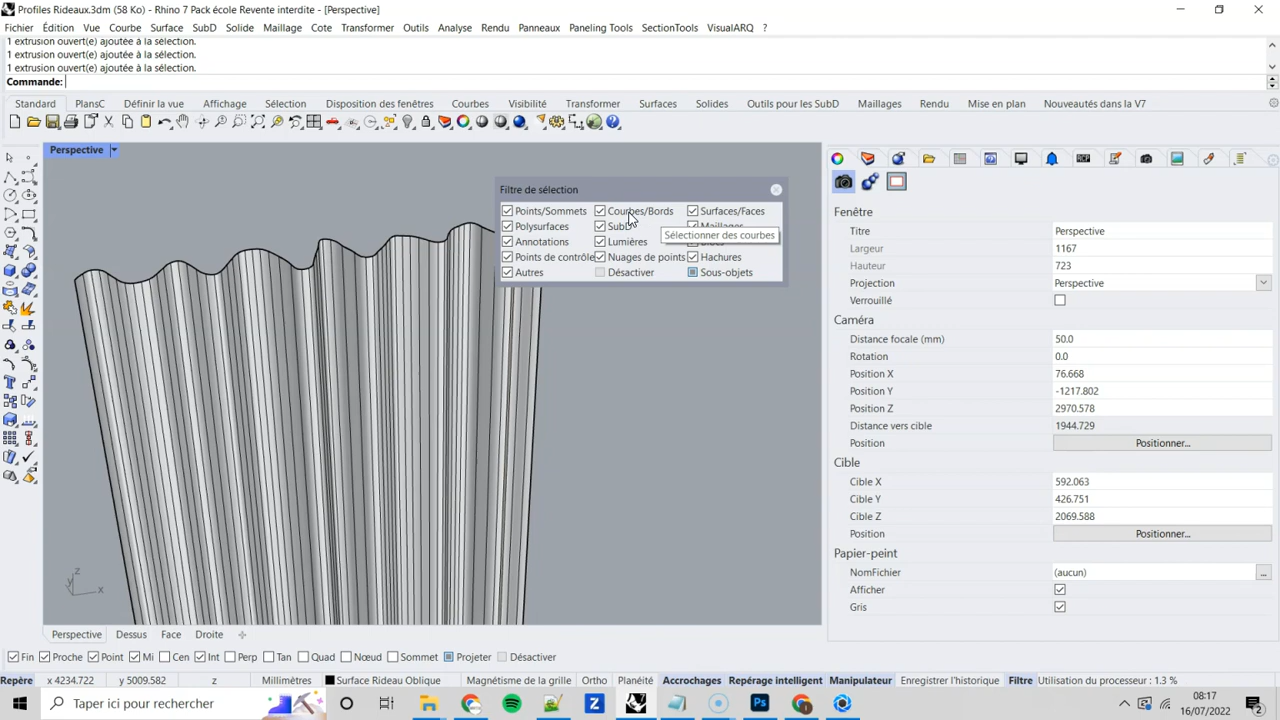 Profiles Rideaux.3dm (58 Ko) - Rhino 7 Pack école Revente interdite - [Perspective]
Fichier Édition Vue Courbe Surface SubD Solide Maillage Cote Transformer Outils Analyse Rendu Panneaux Paneling Tools SectionTools VisualARQ ?
1 extrusion ouvert(e) ajoutée à la sélection.
1 extrusion ouvert(e) ajoutée à la sélection.
1 extrusion ouvert(e) ajoutée à la sélection.
Commande:
Standard PlansC Définir la vue Affichage Sélection Disposition des fenêtres Courbes Visibilité Transformer Surfaces Solides Outils pour les SubD Maillages Rendu Mise en plan Nouveautés dans la V7
Perspective
Filtre de sélection
Points/Sommets Courbes/Bords Surfaces/Faces
Polysurfaces SubD Maillages
Sélectionner des courbes
Annotations Lumières Blocs
Points de contrôle Nuages de points Hachures
Autres Désactiver Sous-objets
Fenêtre
Titre Perspective
Largeur 1167
Hauteur 723
Projection Perspective
Verrouillé
Caméra
Distance focale (mm) 50.0
Rotation 0.0
Position X 76.668
Position Y -1217.802
Position Z 2970.578
Distance vers cible 1944.729
Position Positionner...
Cible
Cible X 592.063
Cible Y 426.751
Cible Z 2069.588
Position Positionner...
Papier-peint
NomFichier (aucun) ...
Afficher
Gris
z
y
x
Perspective Dessus Face Droite
Fin Proche Point Mi Cen Int Perp Tan Quad Nœud Sommet Projeter Désactiver
Repère x 4234.722 y 5009.582 z Millimètres Surface Rideau Oblique Magnétisme de la grille Ortho Planéité Accrochages Repérage intelligent Manipulateur Enregistrer l'historique Filtre Utilisation du processeur : 1.3 %
Taper ici pour rechercher
08:17
16/07/2022
2